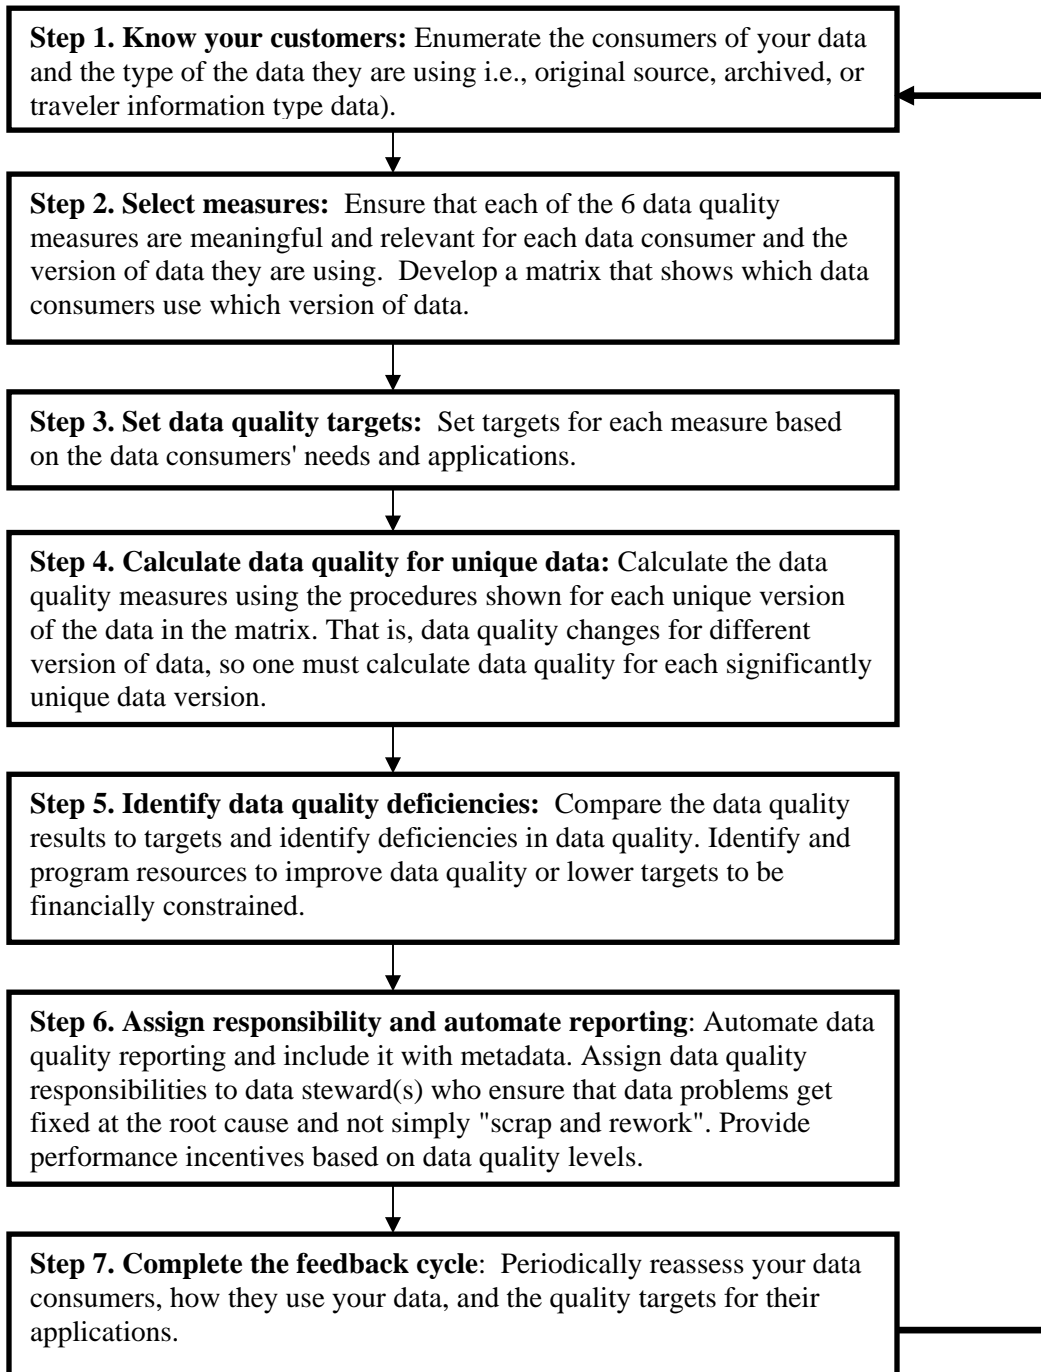 Step 1. Know your customers: Enumerate the consumers of your data
and the type of the data they are using i.e., original source, archived, or
traveler information type data).
Step 2. Select measures:  Ensure that each of the 6 data quality
measures are meaningful and relevant for each data consumer and the
version of data they are using.  Develop a matrix that shows which data
consumers use which version of data.
Step 3. Set data quality targets:  Set targets for each measure based
on the data consumers' needs and applications.
Step 4. Calculate data quality for unique data: Calculate the data
quality measures using the procedures shown for each unique version
of the data in the matrix. That is, data quality changes for different
version of data, so one must calculate data quality for each significantly
unique data version.
Step 5. Identify data quality deficiencies:  Compare the data quality
results to targets and identify deficiencies in data quality. Identify and
program resources to improve data quality or lower targets to be
financially constrained.
Step 6. Assign responsibility and automate reporting: Automate data
quality reporting and include it with metadata. Assign data quality
responsibilities to data steward(s) who ensure that data problems get
fixed at the root cause and not simply "scrap and rework". Provide
performance incentives based on data quality levels.
Step 7. Complete the feedback cycle:  Periodically reassess your data
consumers, how they use your data, and the quality targets for their
applications.